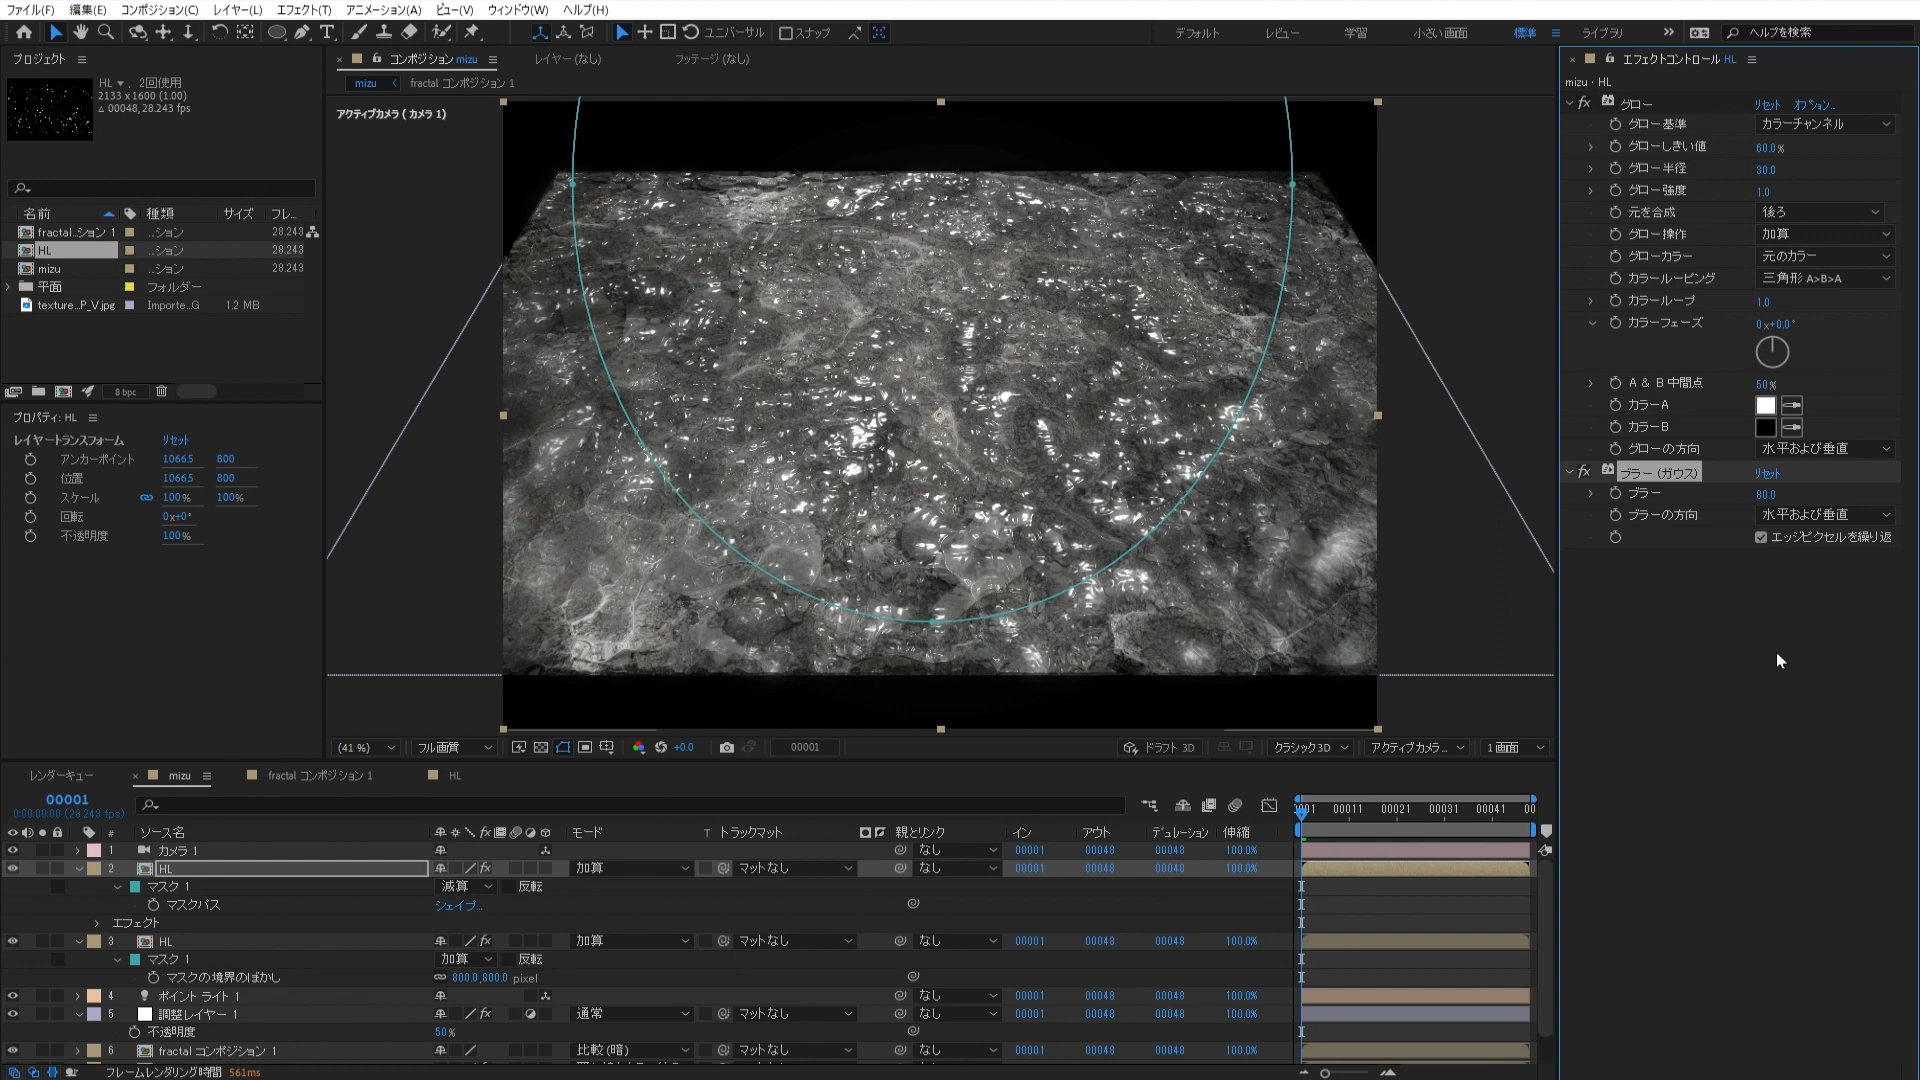 ファイル(F) 編集(E) コンポジション(C) レイヤー(L) エフェクト(T) アニメーション(A) ビュー(V) ウィンドウ(W) ヘルプ(H)
ユニバーサル スナップ デフォルト レビュー 学習 小さい画面 標準 ライブラリ ヘルプを検索
プロジェクト
HL ▼ , 2回使用
2133 x 1600 (1.00)
△ 00048, 28.243 fps
名前 種類 サイズ フレ...
fractal...ション 1 ...ション 28.243
HL ...ション 28.243
mizu ...ション 28.243
平面 フォルダー
texture...P_V.jpg Importe...G 1.2 MB
8 bpc
プロパティ: HL
レイヤートランスフォーム リセット
アンカーポイント 1066.5 800
位置 1066.5 800
スケール 100% 100%
回転 0x+0°
不透明度 100%
コンポジション mizu レイヤー (なし) フッテージ (なし)
mizu fractal コンポジション 1
アクティブカメラ (カメラ 1)
(41 %) フル画質 +0.0 00001 ドラフト 3D クラシック3D アクティブカメラ... 1画面
エフェクトコントロール HL
mizu · HL
fx グロー リセット オプション...
グロー基準 カラーチャンネル
グローしきい値 60.0%
グロー半径 30.0
グロー強度 1.0
元を合成 後ろ
グロー操作 加算
グローカラー 元のカラー
カラールーピング 三角形 A>B>A
カラーループ 1.0
カラーフェーズ 0x+0.0°
A & B 中間点 50%
カラーA
カラーB
グローの方向 水平および垂直
fx ブラー (ガウス) リセット
ブラー 80.0
ブラーの方向 水平および垂直
エッジピクセルを繰り返
レンダーキュー mizu fractal コンポジション 1 HL
00001
0:00:00:00 (28.243 fps)
00011 00021 00031 00041 00
# ソース名 fx モード T トラックマット 親とリンク イン アウト デュレーション 伸縮
1 カメラ 1 なし 00001 00048 00048 100.0%
2 HL fx 加算 マットなし なし 00001 00048 00048 100.0%
マスク 1 減算 反転
マスクパス シェイプ...
エフェクト
3 HL fx 加算 マットなし なし 00001 00048 00048 100.0%
マスク 1 加算 反転
マスクの境界のぼかし 800.0,800.0 pixel
4 ポイント ライト 1 なし 00001 00048 00048 100.0%
5 調整レイヤー 1 fx 通常 マットなし なし 00001 00048 00048 100.0%
不透明度 50%
6 fractal コンポジション 1 比較 (暗) マットなし なし 00001 00048 00048 100.0%
フレームレンダリング時間 561ms